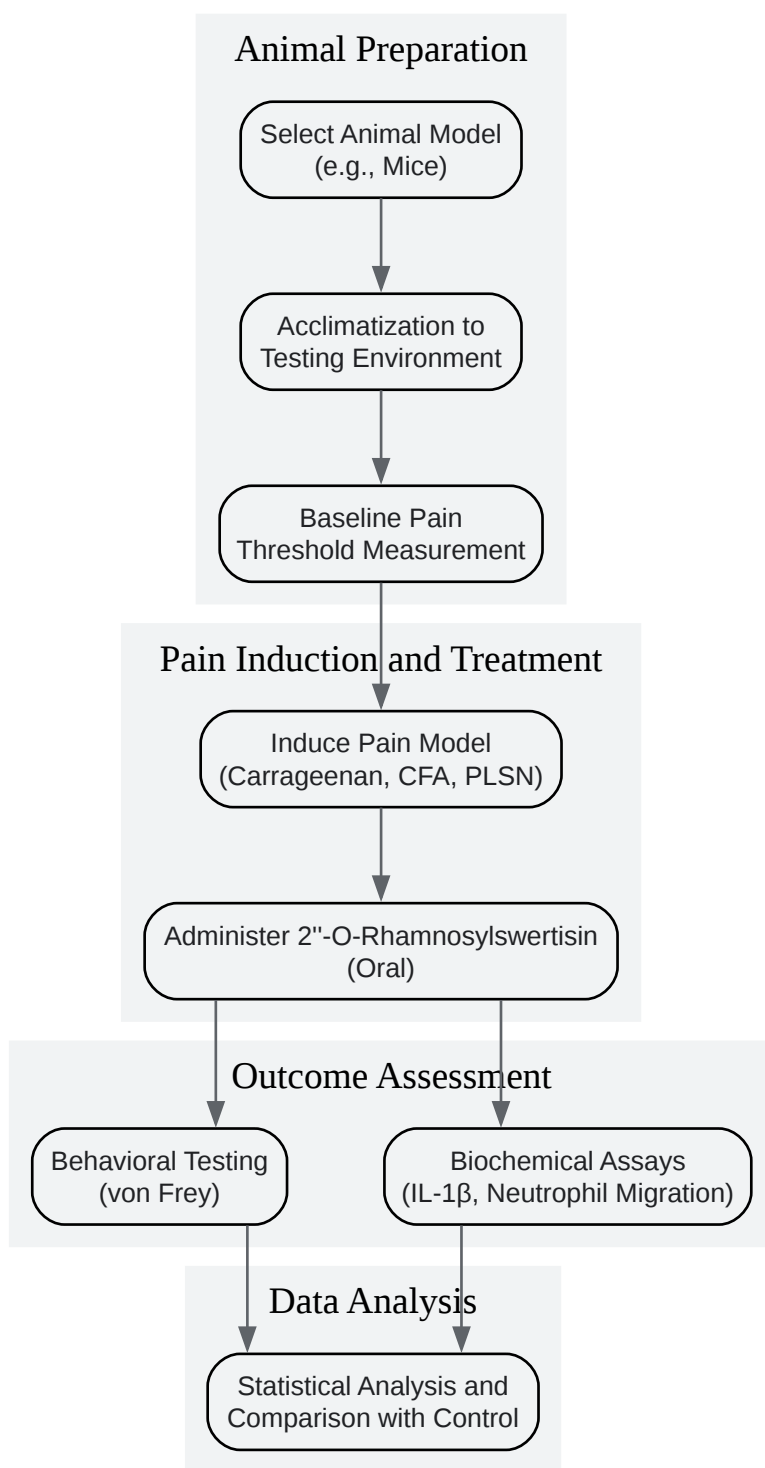 Animal Preparation
Select Animal Model
(e.g., Mice)
Acclimatization to
Testing Environment
Baseline Pain
Threshold Measurement
Pain Induction and Treatment
Induce Pain Model
(Carrageenan, CFA, PLSN)
Administer 2''-O-Rhamnosylswertisin
(Oral)
Outcome Assessment
Behavioral Testing
(von Frey)
Biochemical Assays
(IL-1β, Neutrophil Migration)
Data Analysis
Statistical Analysis and
Comparison with Control